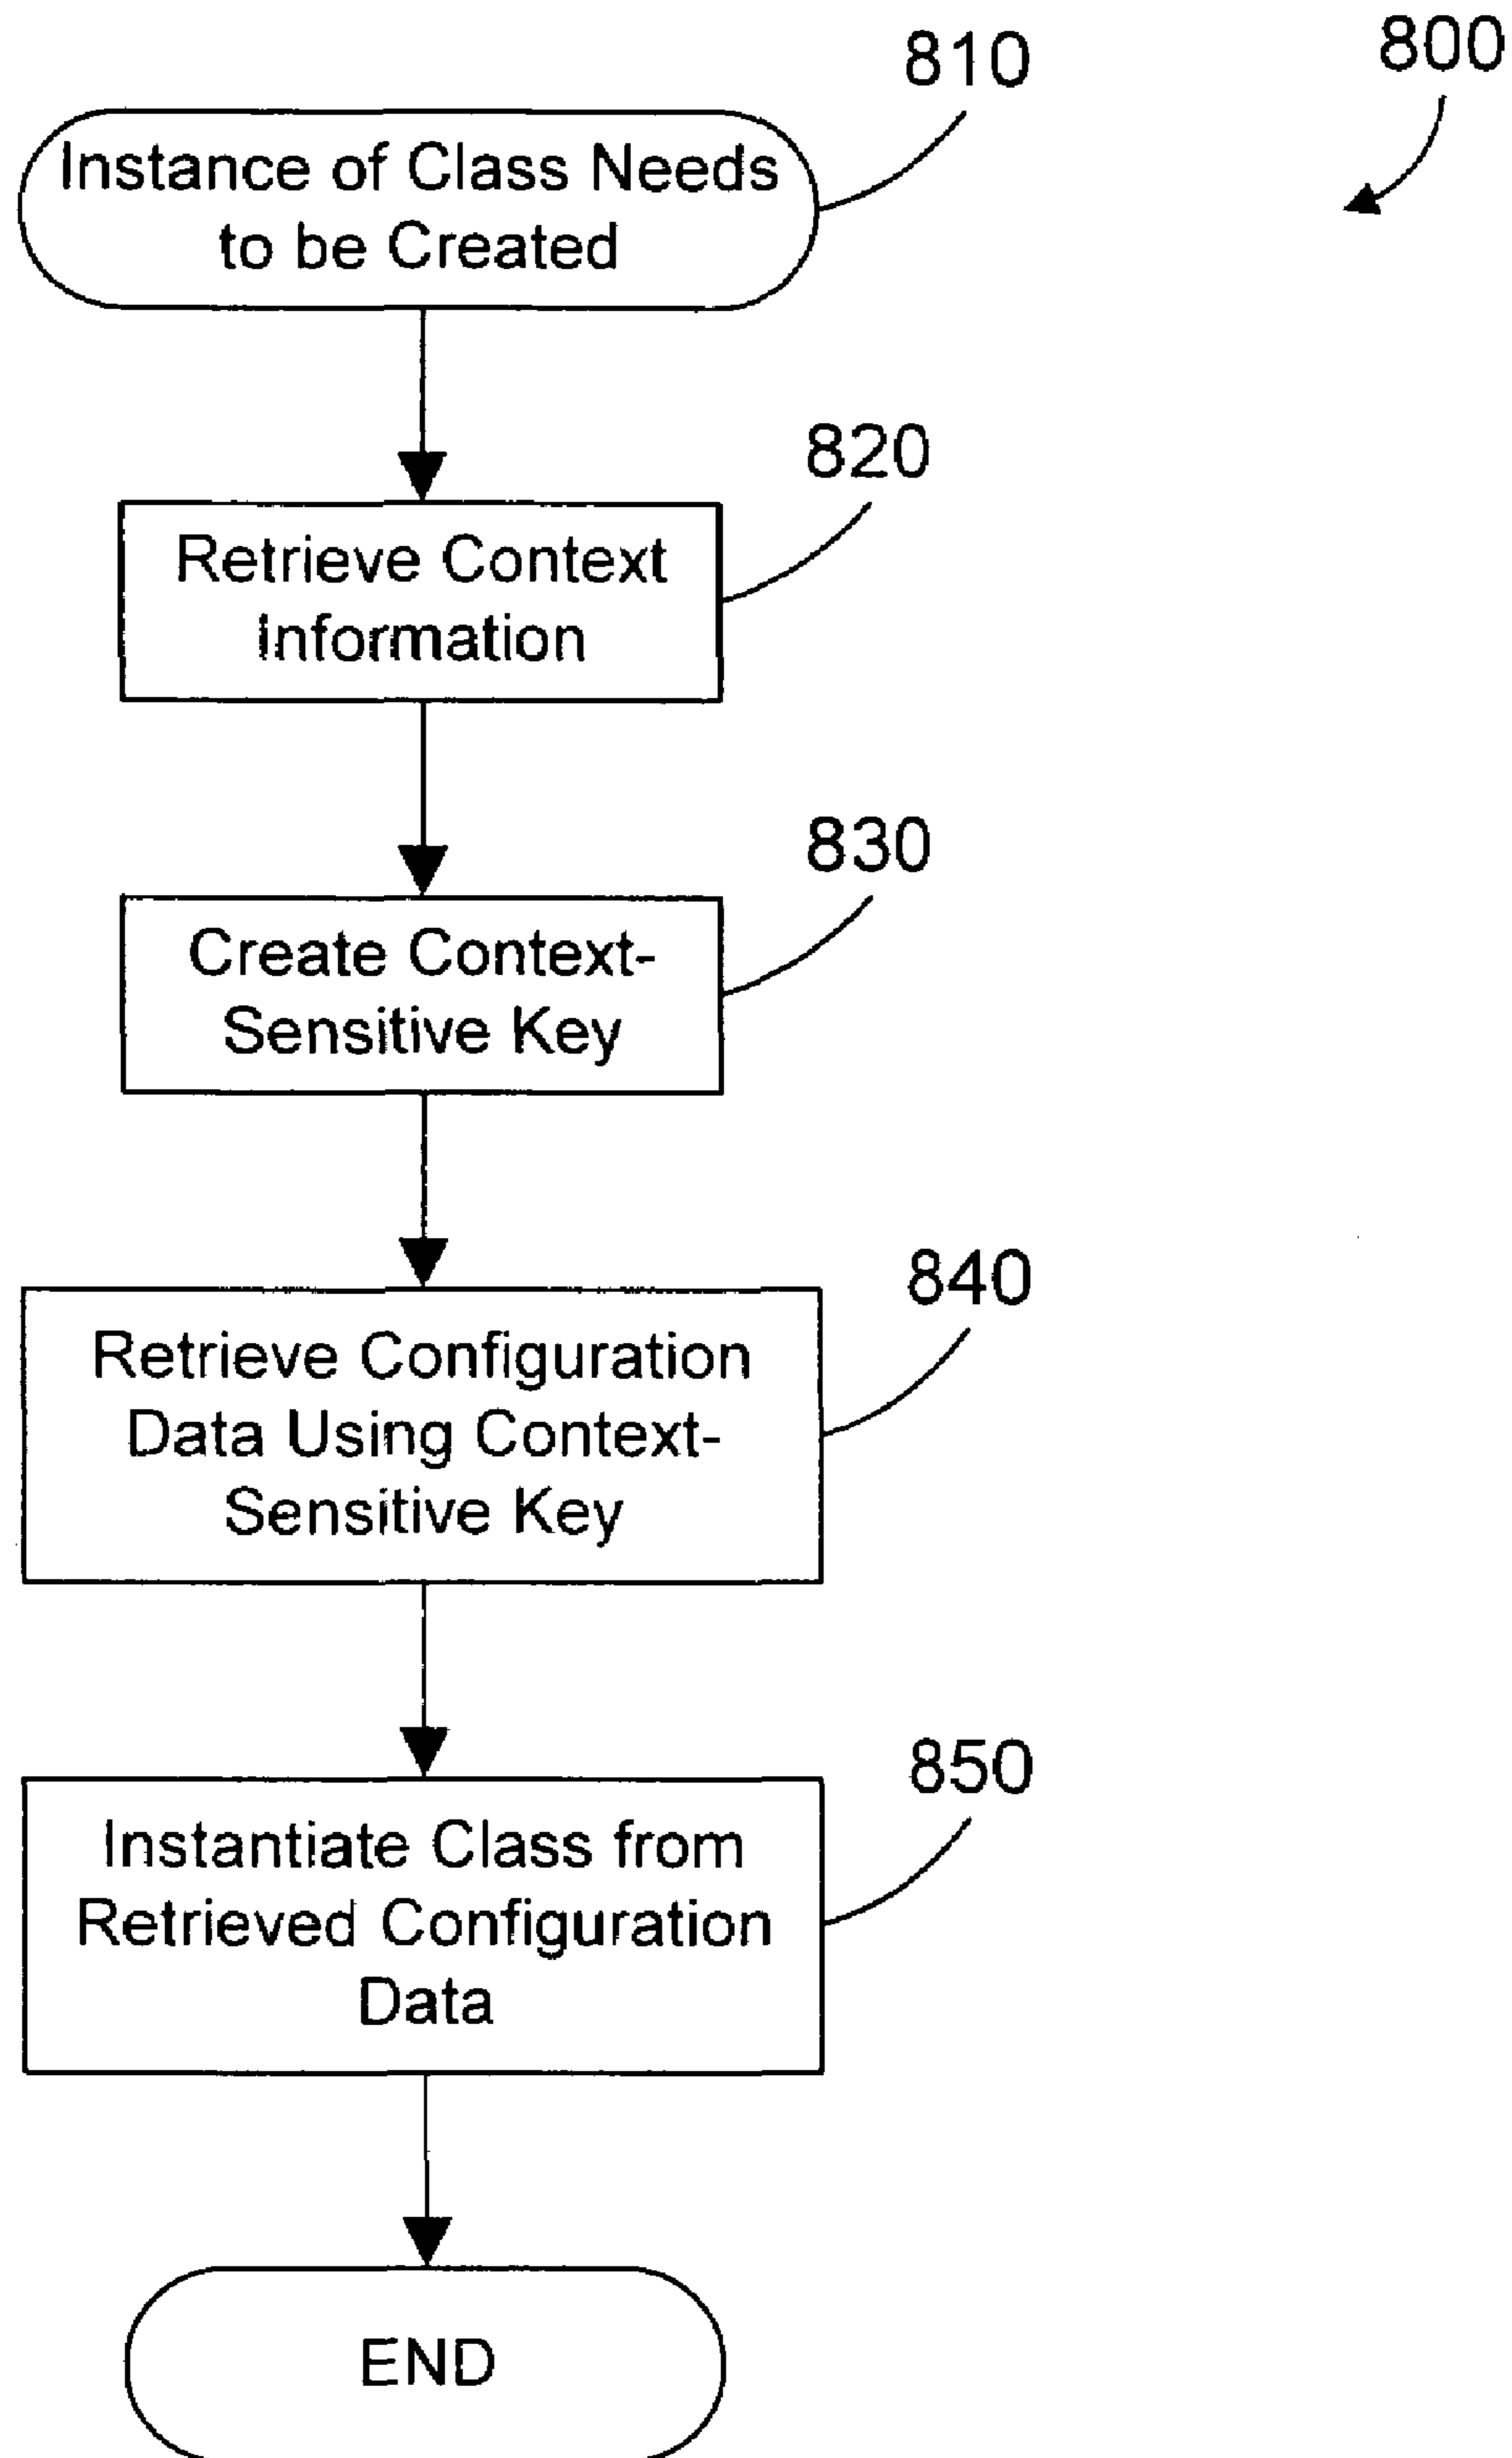 810
800
Instance of Class Needs
to be Created
820
Retrieve Context
Information
830
Create Context-
Sensitive Key
840
Retrieve Configuration
Data Using Context-
Sensitive Key
850
Instantiate Class from
Retrieved Configuration
Data
END